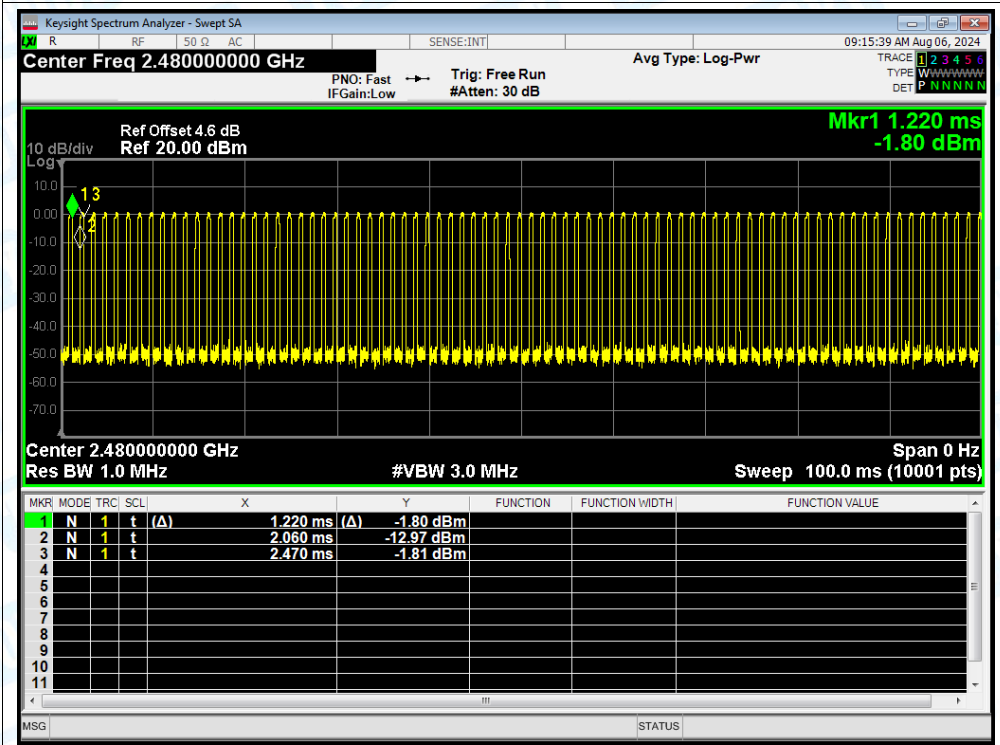 Keysight Spectrum Analyzer - Swept SA
LXI R RF 50 Ω AC SENSE:INT 09:15:39 AM Aug 06, 2024
Center Freq 2.480000000 GHz Avg Type: Log-Pwr TRACE 1 2 3 4 5 6
PNO: Fast Trig: Free Run TYPE WWWWWW
IFGain:Low #Atten: 30 dB DET P N N N N N
Mkr1 1.220 ms
Ref Offset 4.6 dB
10 dB/div Ref 20.00 dBm -1.80 dBm
Log
10.0
1 3
0.00
2
-10.0
-20.0
-30.0
-40.0
-50.0
-60.0
-70.0
Center 2.480000000 GHz Span 0 Hz
Res BW 1.0 MHz #VBW 3.0 MHz Sweep 100.0 ms (10001 pts)
MKR MODE TRC SCL X Y FUNCTION FUNCTION WIDTH FUNCTION VALUE
1 N 1 t (Δ) 1.220 ms (Δ) -1.80 dBm
2 N 1 t 2.060 ms -12.97 dBm
3 N 1 t 2.470 ms -1.81 dBm
4
5
6
7
8
9
10
11
MSG STATUS